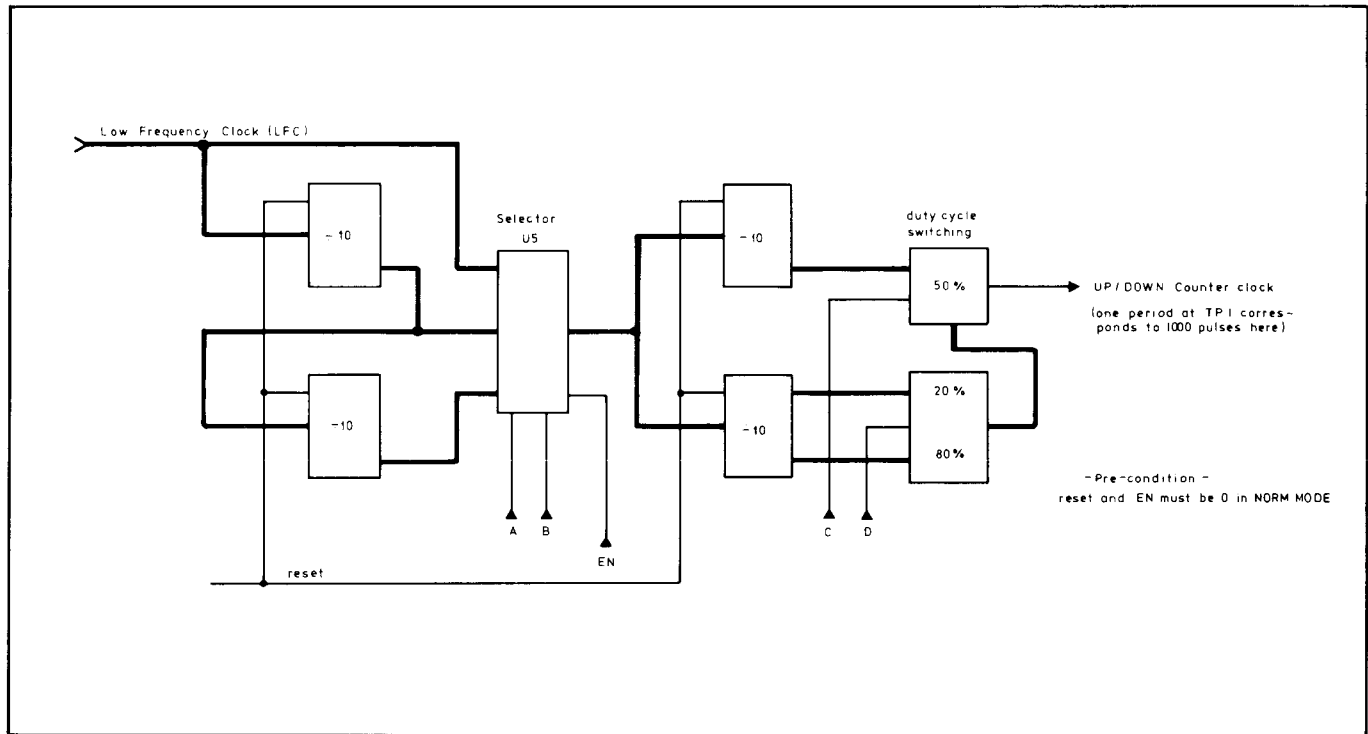 Low Frequency Clock (LFC)
-10
Selector
U5
-10
duty cycle
switching
50%
UP/DOWN Counter clock
(one period at TP1 corres-
ponds to 1000 pulses here)
-10
-10
20%
80%
-Pre-condition-
reset and EN must be 0 in NORM MODE
A
B
EN
C
D
reset